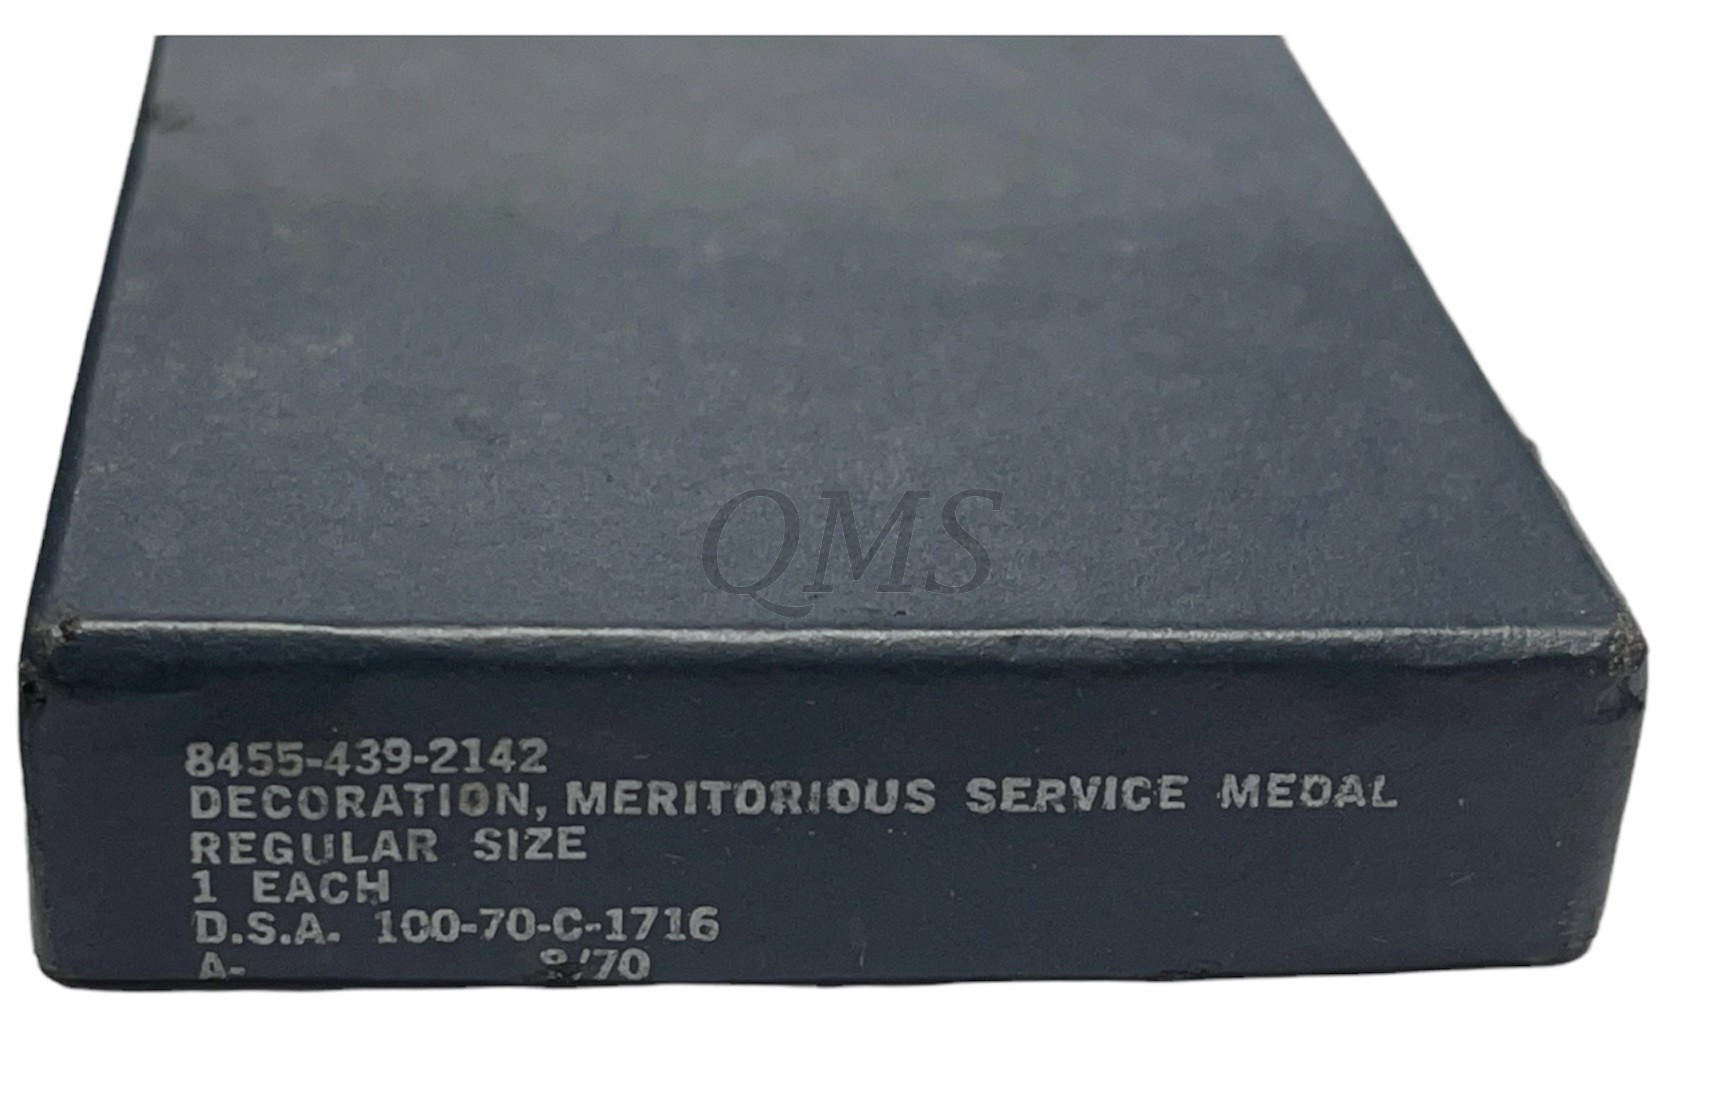 QMS
8455-439-2142
DECORATION, MERITORIOUS SERVICE MEDAL
REGULAR SIZE
1 EACH
D.S.A. 100-70-C-1716
A-